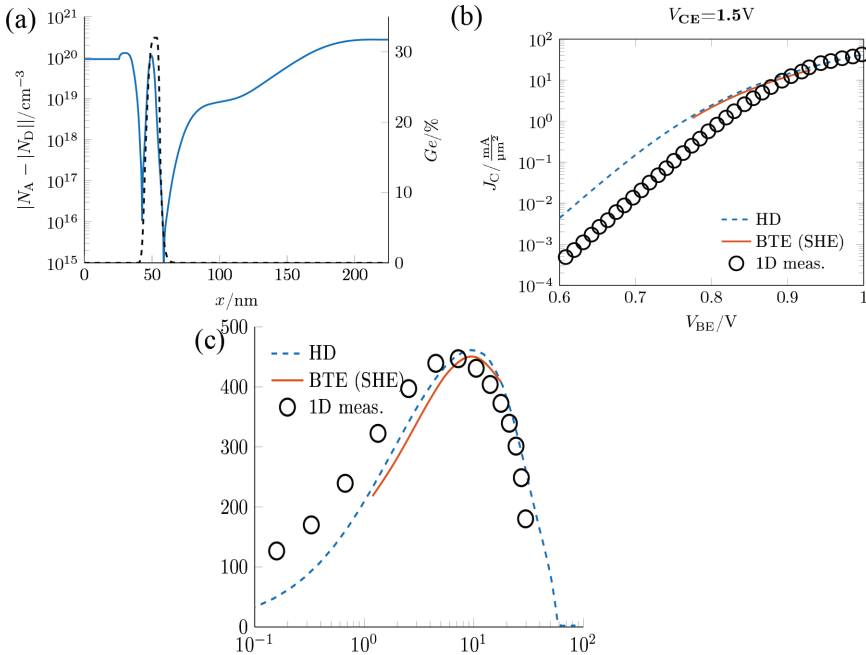 (a)
10^21
10^20
10^19
10^18
10^17
10^16
10^15
|N_A − |N_D||/cm^−3
30
20
10
0
Ge/%
0
50
100
150
200
x/nm
(b)
V_CE=1.5V
10^2
10^1
10^0
10^−1
10^−2
10^−3
10^−4
J_C/ mA/μm^2
HD
BTE (SHE)
1D meas.
0.6
0.7
0.8
0.9
1
V_BE/V
(c)
500
400
300
200
100
0
HD
BTE (SHE)
1D meas.
10^−1
10^0
10^1
10^2